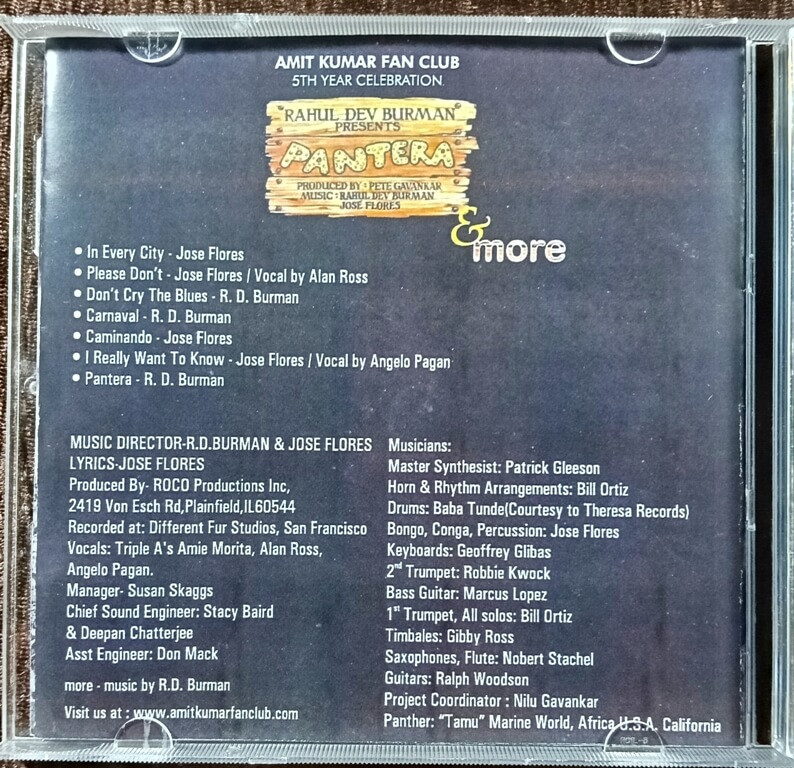 AMIT KUMAR FAN CLUB
5TH YEAR CELEBRATION
RAHUL DEV BURMAN
PRESENTS
PANTERA
PRODUCED BY : PETE GAVANKAR
MUSIC : RAHUL DEV BURMAN
JOSE FLORES
& more
• In Every City - Jose Flores
• Please Don't - Jose Flores / Vocal by Alan Ross
• Don't Cry The Blues - R. D. Burman
• Carnaval - R. D. Burman
• Caminando - Jose Flores
• I Really Want To Know - Jose Flores / Vocal by Angelo Pagan
• Pantera - R. D. Burman
MUSIC DIRECTOR-R.D.BURMAN & JOSE FLORES
LYRICS-JOSE FLORES
Produced By- ROCO Productions Inc,
2419 Von Esch Rd,Plainfield,IL60544
Recorded at: Different Fur Studios, San Francisco
Vocals: Triple A's Amie Morita, Alan Ross,
Angelo Pagan.
Manager- Susan Skaggs
Chief Sound Engineer: Stacy Baird
& Deepan Chatterjee
Asst Engineer: Don Mack
more - music by R.D. Burman
Visit us at : www.amitkumarfanclub.com
Musicians:
Master Synthesist: Patrick Gleeson
Horn & Rhythm Arrangements: Bill Ortiz
Drums: Baba Tunde(Courtesy to Theresa Records)
Bongo, Conga, Percussion: Jose Flores
Keyboards: Geoffrey Glibas
2nd Trumpet: Robbie Kwock
Bass Guitar: Marcus Lopez
1st Trumpet, All solos: Bill Ortiz
Timbales: Gibby Ross
Saxophones, Flute: Nobert Stachel
Guitars: Ralph Woodson
Project Coordinator : Nilu Gavankar
Panther: "Tamu" Marine World, Africa U.S.A. California